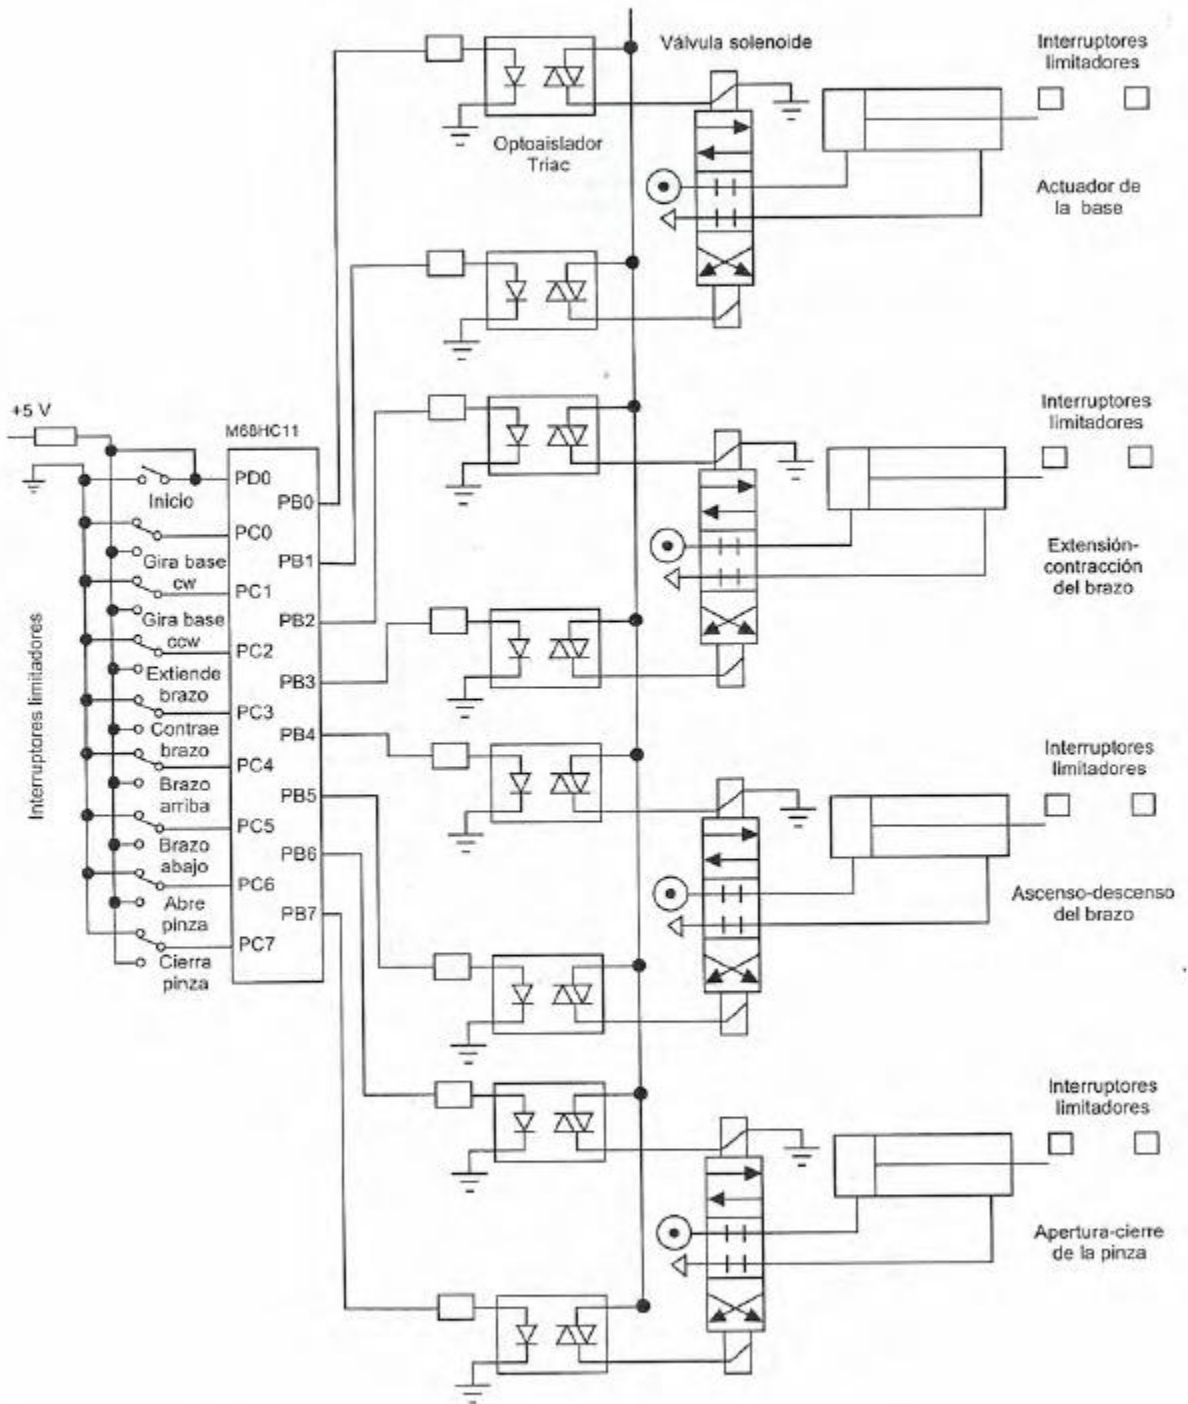 Válvula solenoide
Interruptores
limitadores
Optoaislador
Triac
Actuador de
la base
+5 V
M68HC11
Interruptores
limitadores
PD0
Inicio
PB0
PC0
Gira base
cw
PB1
PC1
Extensión-
contracción
del brazo
Gira base
ccw
PB2
PC2
Extiende
brazo
PB3
PC3
Contrae
brazo
PB4
PC4
Brazo
arriba
PB5
PC5
Brazo
abajo
PB6
PC6
Abre
pinza
PB7
PC7
Cierra
pinza
Interruptores limitadores
Interruptores
limitadores
Ascenso-descenso
del brazo
Interruptores
limitadores
Apertura-cierre
de la pinza